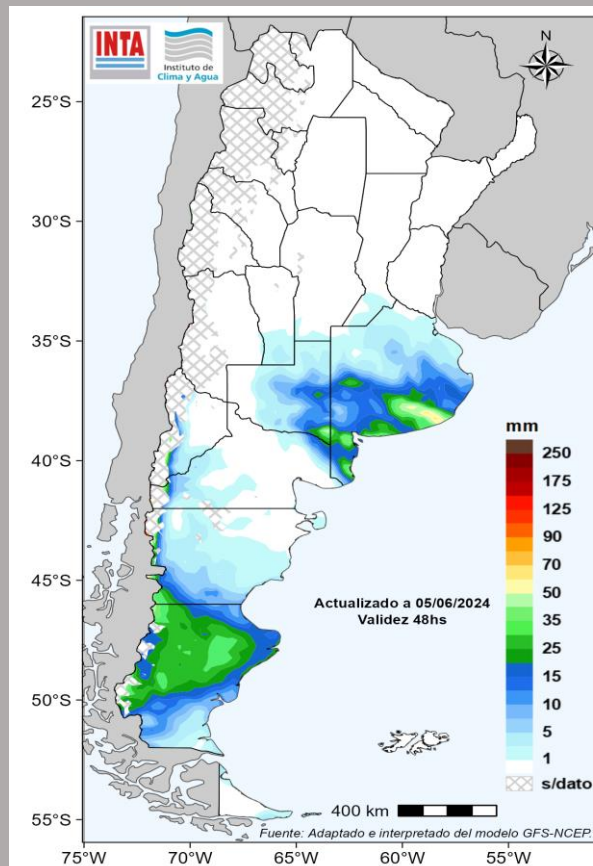 INTA
Instituto de
Clima y Agua
N
25°S
30°S
35°S
40°S
45°S
50°S
55°S
mm
250
175
125
90
70
50
35
25
15
10
5
1
s/dato
Actualizado a 05/06/2024
Validez 48hs
400 km
Fuente: Adaptado e interpretado del modelo GFS-NCEP.
75°W
70°W
65°W
60°W
55°W